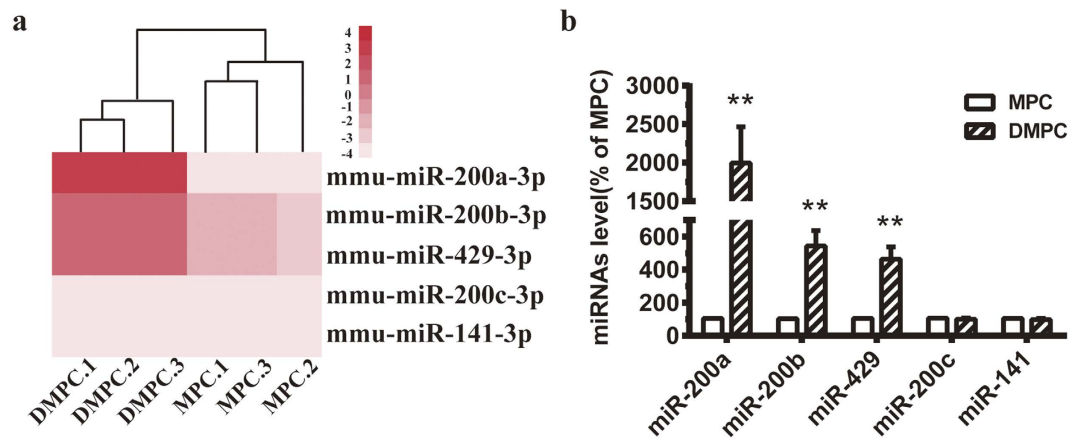 a
4
3
2
1
0
-1
-2
-3
-4
mmu-miR-200a-3p
mmu-miR-200b-3p
mmu-miR-429-3p
mmu-miR-200c-3p
mmu-miR-141-3p
DMPC.1
DMPC.2
DMPC.3
MPC.1
MPC.3
MPC.2
b
miRNAs level(% of MPC)
3000
2500
2000
1500
600
400
200
0
**
**
**
MPC
DMPC
miR-200a
miR-200b
miR-429
miR-200c
miR-141